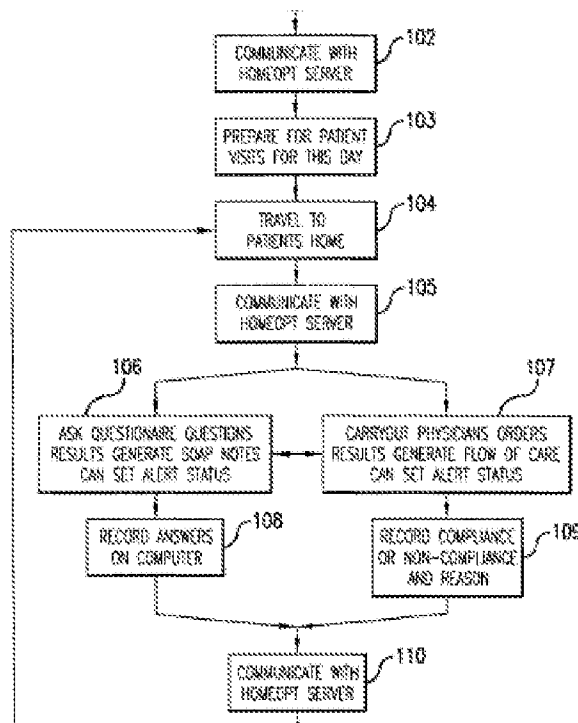 102
COMMUNICATE WITH
HOMEOPT SERVER
103
PREPARE FOR PATIENT
VISITS FOR THIS DAY
104
TRAVEL TO
PATIENTS HOME
105
COMMUNICATE WITH
HOMEOPT SERVER
106
ASK QUESTIONAIRE QUESTIONS
RESULTS GENERATE SOAP NOTES
CAN SET ALERT STATUS
107
CARRYOUT PHYSICIANS ORDERS
RESULTS GENERATE FLOW OF CARE
CAN SET ALERT STATUS
108
RECORD ANSWERS
ON COMPUTER
109
RECORD COMPLIANCE
OR NON-COMPLIANCE
AND REASON
110
COMMUNICATE WITH
HOMEOPT SERVER